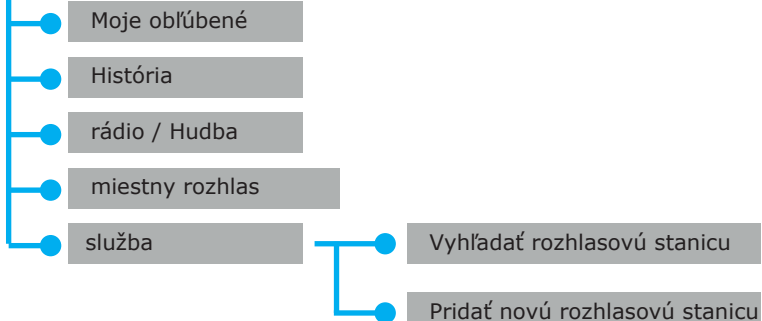 Moje obľúbené
História
rádio / Hudba
miestny rozhlas
služba
Vyhľadať rozhlasovú stanicu
Pridať novú rozhlasovú stanicu